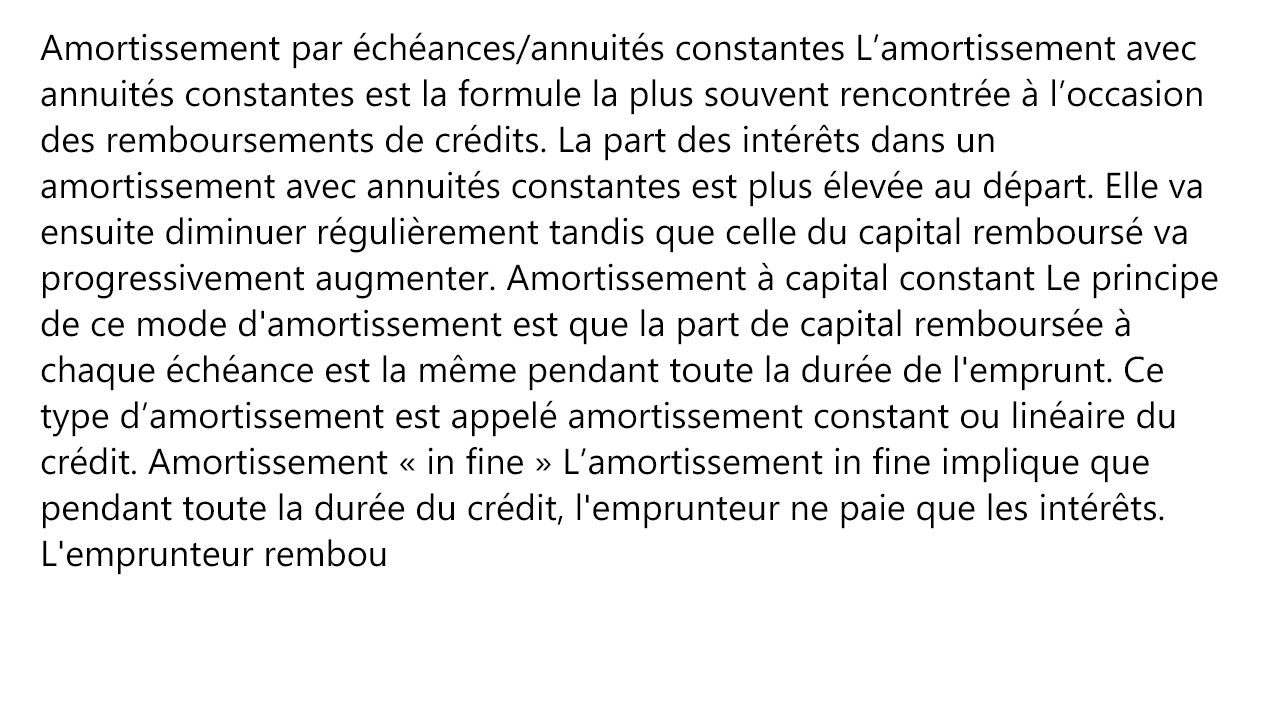 Amortissement par échéances/annuités constantes L’amortissement avec
annuités constantes est la formule la plus souvent rencontrée à l’occasion
des remboursements de crédits. La part des intérêts dans un
amortissement avec annuités constantes est plus élevée au départ. Elle va
ensuite diminuer régulièrement tandis que celle du capital remboursé va
progressivement augmenter. Amortissement à capital constant Le principe
de ce mode d'amortissement est que la part de capital remboursée à
chaque échéance est la même pendant toute la durée de l'emprunt. Ce
type d’amortissement est appelé amortissement constant ou linéaire du
crédit. Amortissement « in fine » L’amortissement in fine implique que
pendant toute la durée du crédit, l'emprunteur ne paie que les intérêts.
L'emprunteur rembou